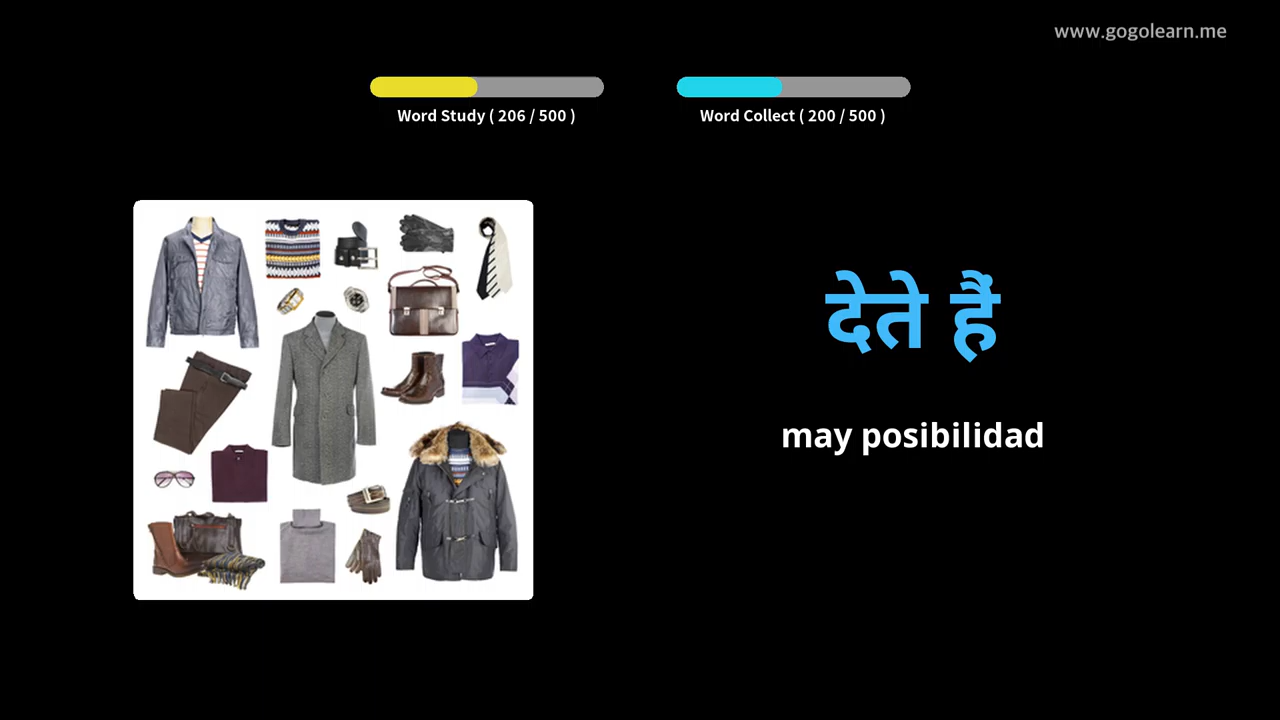 www.gogolearn.me
Word Study ( 206 / 500 )
Word Collect ( 200 / 500 )
देते हैं
may posibilidad